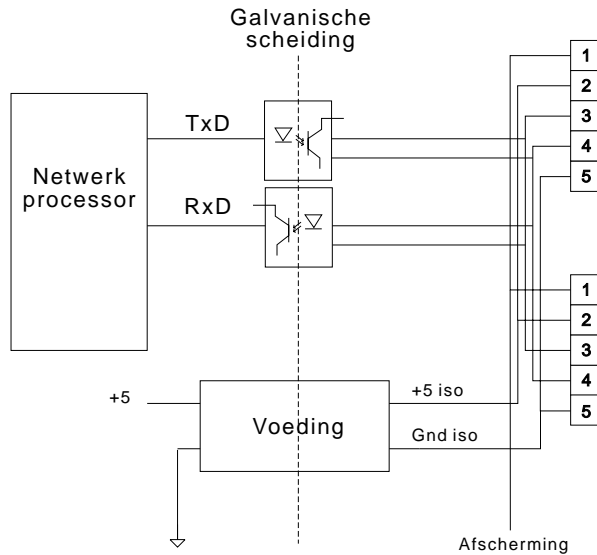 Galvanische
scheiding
1
2
3
4
5
TxD
Netwerk
processor
RxD
1
2
3
4
5
+5
+5 iso
Voeding
Gnd iso
Afscherming